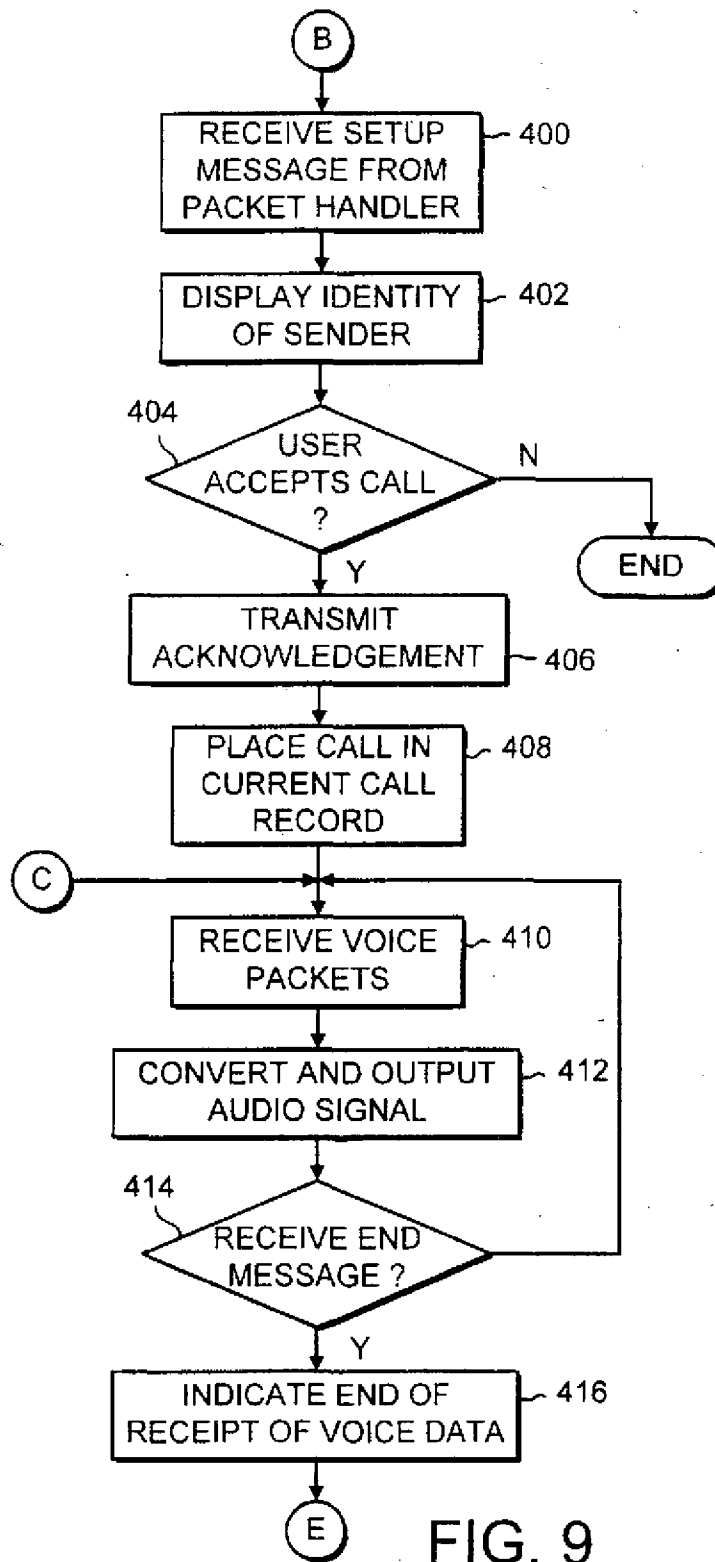 B
RECEIVE SETUP
MESSAGE FROM
PACKET HANDLER
400
DISPLAY IDENTITY
OF SENDER
402
404
USER
ACCEPTS CALL
?
N
END
Y
TRANSMIT
ACKNOWLEDGEMENT
406
PLACE CALL IN
CURRENT CALL
RECORD
408
C
RECEIVE VOICE
PACKETS
410
CONVERT AND OUTPUT
AUDIO SIGNAL
412
414
RECEIVE END
MESSAGE ?
Y
INDICATE END OF
RECEIPT OF VOICE DATA
416
E
FIG. 9